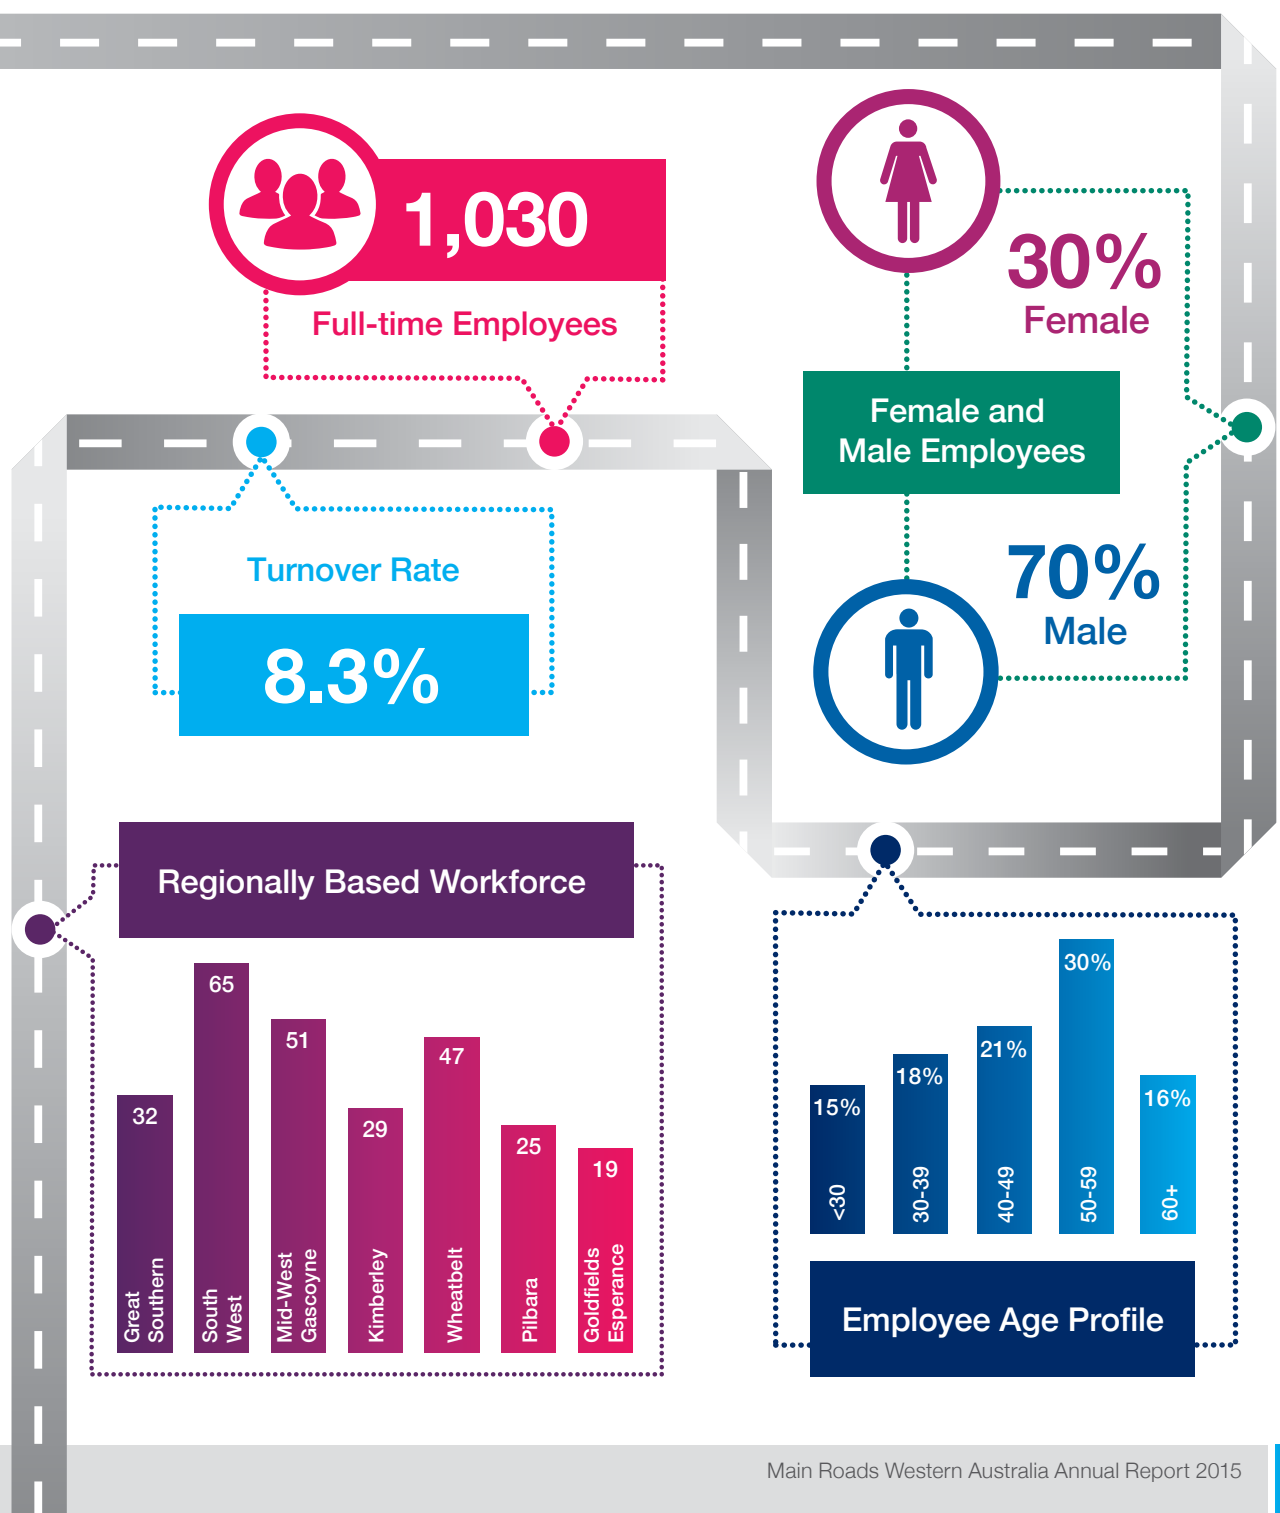 1,030
Full-time Employees
30%
Female
Female and
Male Employees
70%
Male
Turnover Rate
8.3%
Regionally Based Workforce
32
Great
Southern
65
South
West
51
Mid-West
Gascoyne
29
Kimberley
47
Wheatbelt
25
Pilbara
19
Goldfields
Esperance
15%
<30
18%
30-39
21%
40-49
30%
50-59
16%
60+
Employee Age Profile
Main Roads Western Australia Annual Report 2015